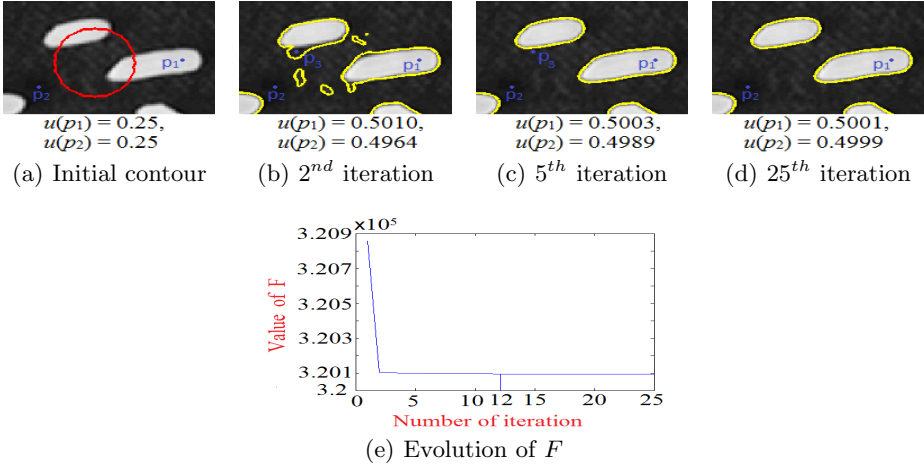 p₁
p₂
p₃
p₁
p₂
p₃
p₁
p₂
p₁
p₂
u(p₁) = 0.25,
u(p₂) = 0.25
u(p₁) = 0.5010,
u(p₂) = 0.4964
u(p₁) = 0.5003,
u(p₂) = 0.4989
u(p₁) = 0.5001,
u(p₂) = 0.4999
(a) Initial contour
(b) 2ⁿᵈ iteration
(c) 5ᵗʰ iteration
(d) 25ᵗʰ iteration
×10⁵
3.209
3.207
3.205
3.203
3.201
3.2
Value of F
0 5 10 12 15 20 25
Number of iteration
(e) Evolution of F